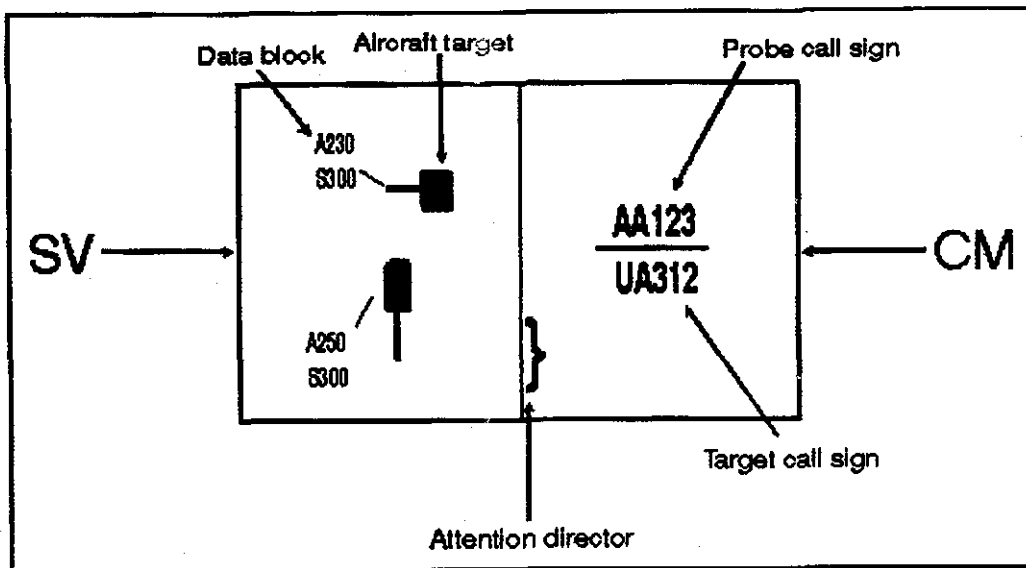 Data block
Aircraft target
Probe call sign
A230
S300
AA123
UA312
SV
CM
A250
S300
Target call sign
Attention director